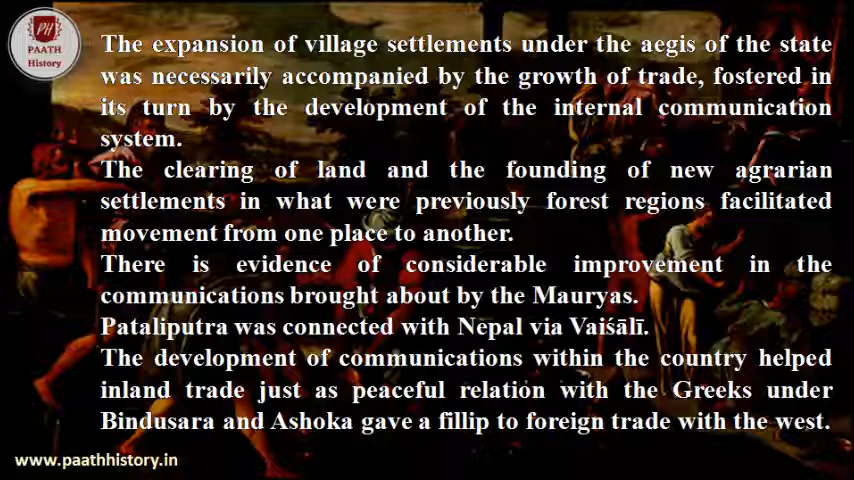 PH
PAATH
History
The expansion of village settlements under the aegis of the state
was necessarily accompanied by the growth of trade, fostered in
its turn by the development of the internal communication
system.
The clearing of land and the founding of new agrarian
settlements in what were previously forest regions facilitated
movement from one place to another.
There is evidence of considerable improvement in the
communications brought about by the Mauryas.
Pataliputra was connected with Nepal via Vaiśālī.
The development of communications within the country helped
inland trade just as peaceful relation with the Greeks under
Bindusara and Ashoka gave a fillip to foreign trade with the west.
www.paathhistory.in